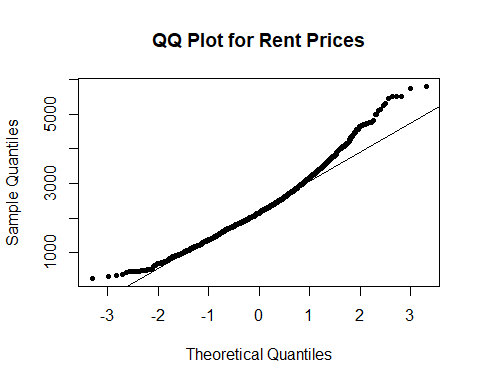 QQ Plot for Rent Prices
Sample Quantiles
5000
3000
1000
-3 -2 -1 0 1 2 3
Theoretical Quantiles